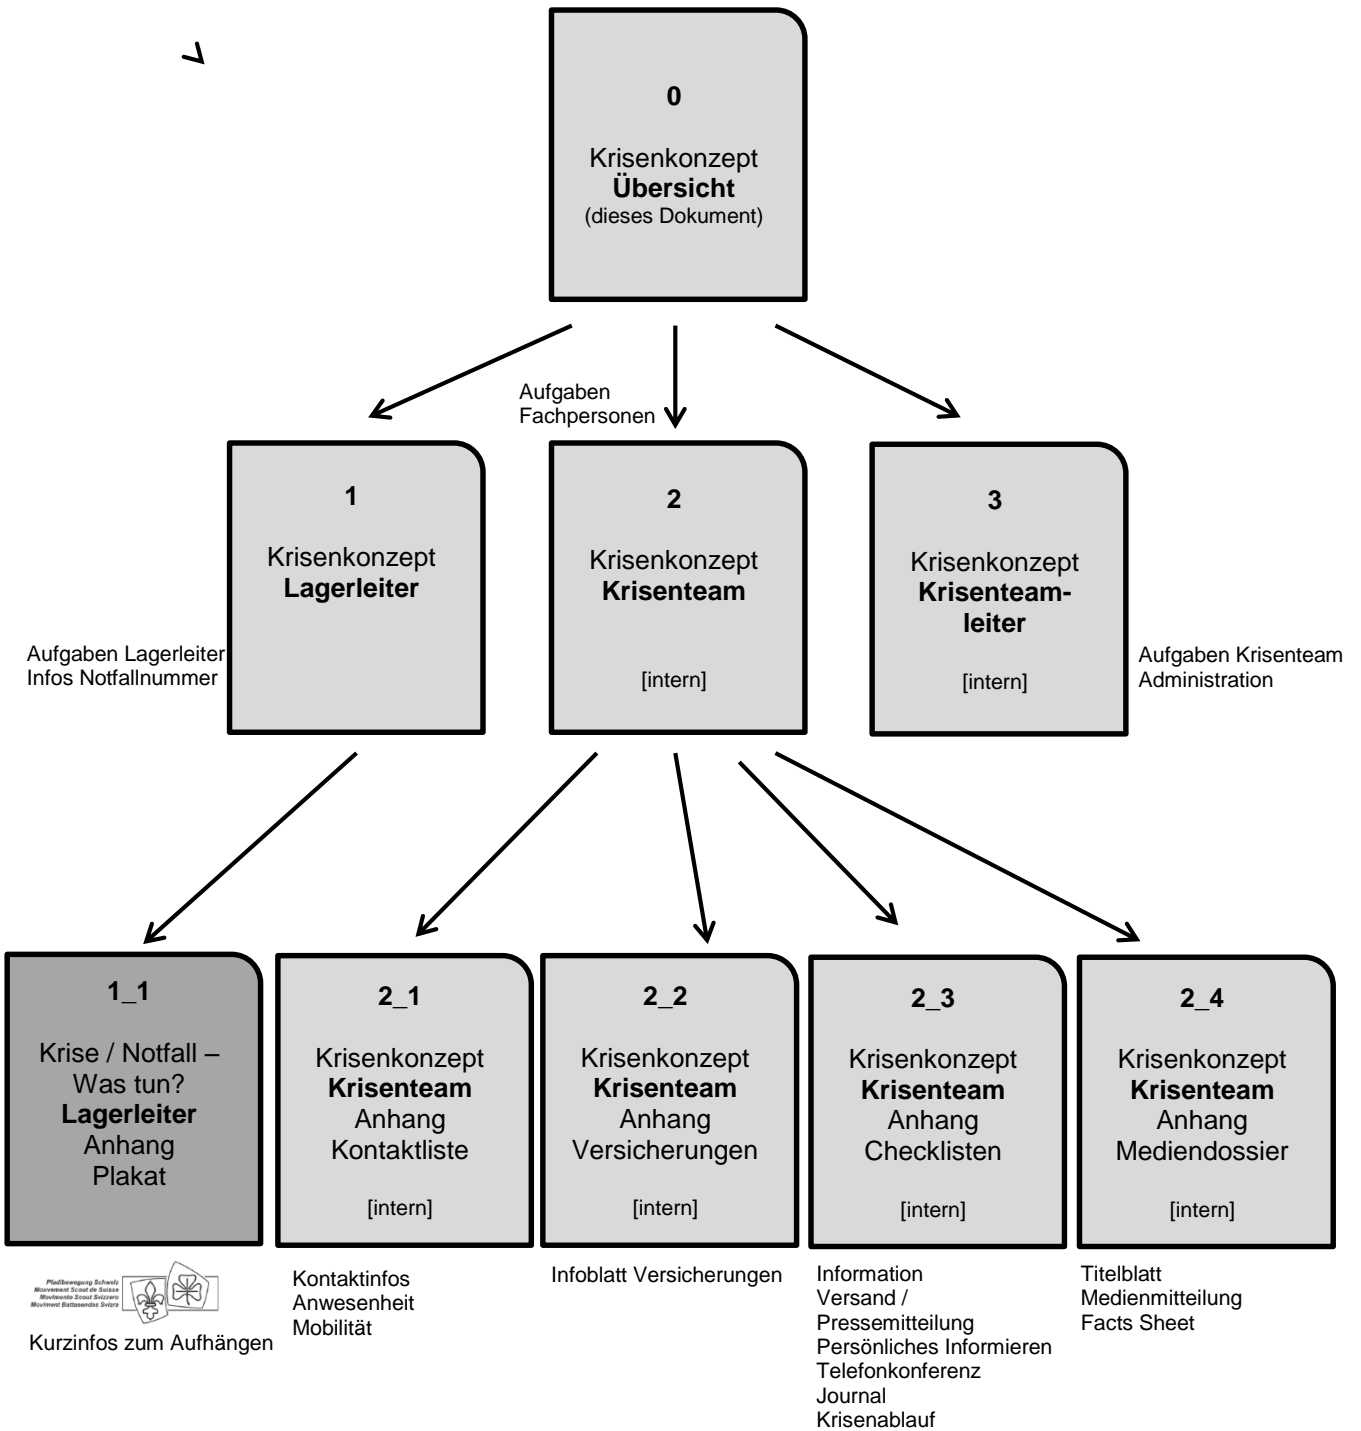 0
Krisenkonzept
Übersicht
(dieses Dokument)
Aufgaben
Fachpersonen
1
Krisenkonzept
Lagerleiter
2
Krisenkonzept
Krisenteam
[intern]
3
Krisenkonzept
Krisenteam-
leiter
[intern]
Aufgaben Lagerleiter
Infos Notfallnummer
Aufgaben Krisenteam
Administration
1_1
Krise / Notfall –
Was tun?
Lagerleiter
Anhang
Plakat
2_1
Krisenkonzept
Krisenteam
Anhang
Kontaktliste
[intern]
2_2
Krisenkonzept
Krisenteam
Anhang
Versicherungen
[intern]
2_3
Krisenkonzept
Krisenteam
Anhang
Checklisten
[intern]
2_4
Krisenkonzept
Krisenteam
Anhang
Mediendossier
[intern]
Pfadibewegung Schweiz
Mouvement Scout de Suisse
Movimento Scout Svizzero
Moviment Battasendas Svizra
Kurzinfos zum Aufhängen
Kontaktinfos
Anwesenheit
Mobilität
Infoblatt Versicherungen
Information
Versand /
Pressemitteilung
Persönliches Informieren
Telefonkonferenz
Journal
Krisenablauf
Titelblatt
Medienmitteilung
Facts Sheet